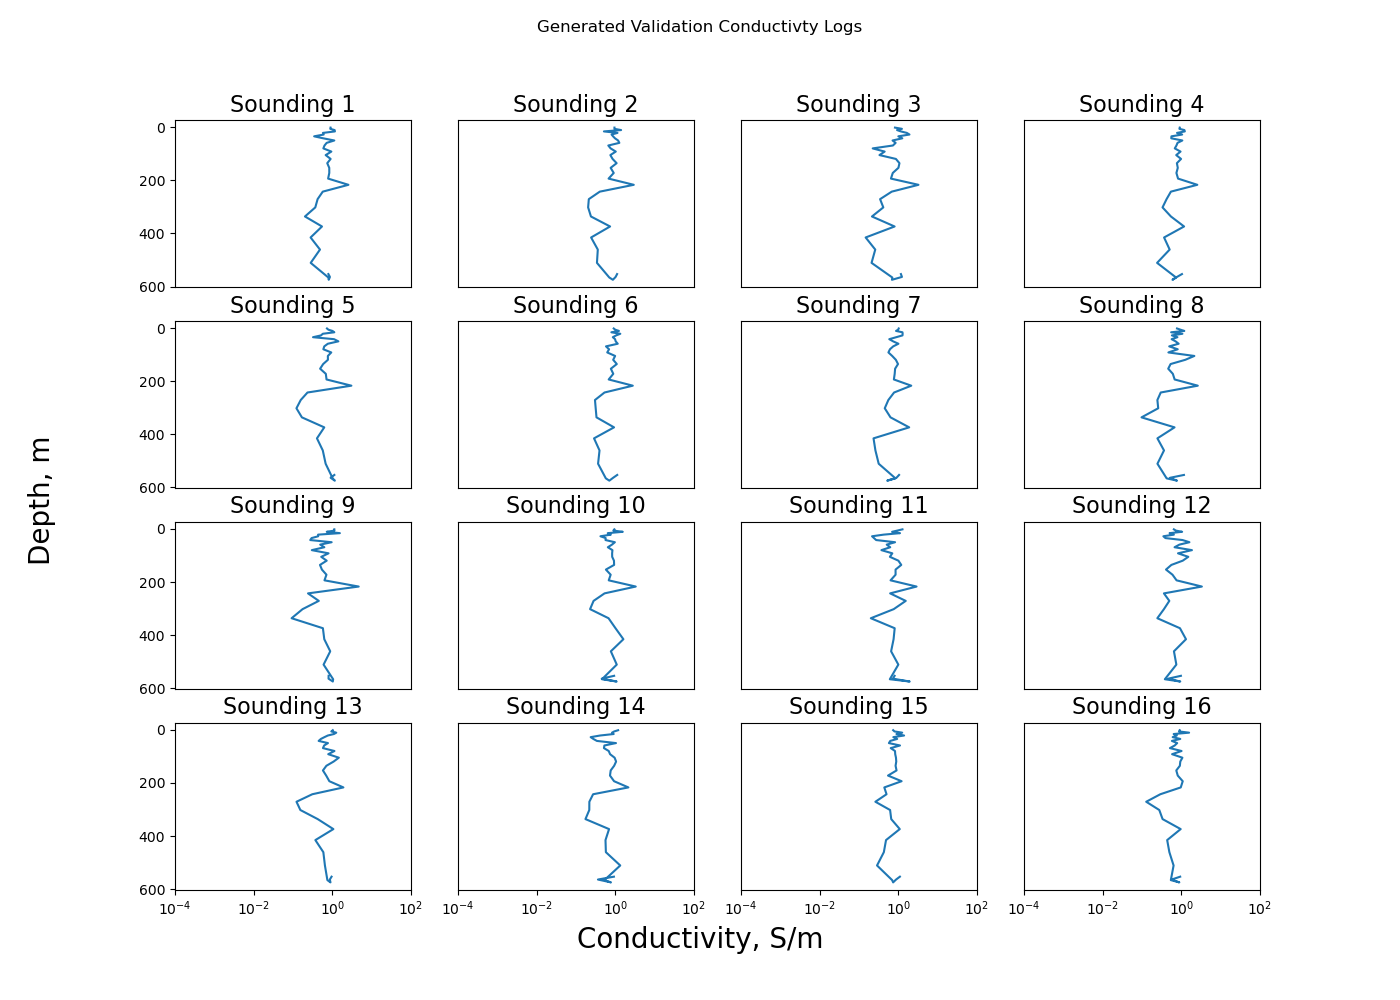 Generated Validation Conductivty Logs
Sounding 1 Sounding 2 Sounding 3 Sounding 4
0
200
400
600
Sounding 5 Sounding 6 Sounding 7 Sounding 8
0
200
400
600
Depth, m
Sounding 9 Sounding 10 Sounding 11 Sounding 12
0
200
400
600
Sounding 13 Sounding 14 Sounding 15 Sounding 16
0
200
400
600
10⁻⁴ 10⁻² 10⁰ 10² 10⁻⁴ 10⁻² 10⁰ 10² 10⁻⁴ 10⁻² 10⁰ 10² 10⁻⁴ 10⁻² 10⁰ 10²
Conductivity, S/m